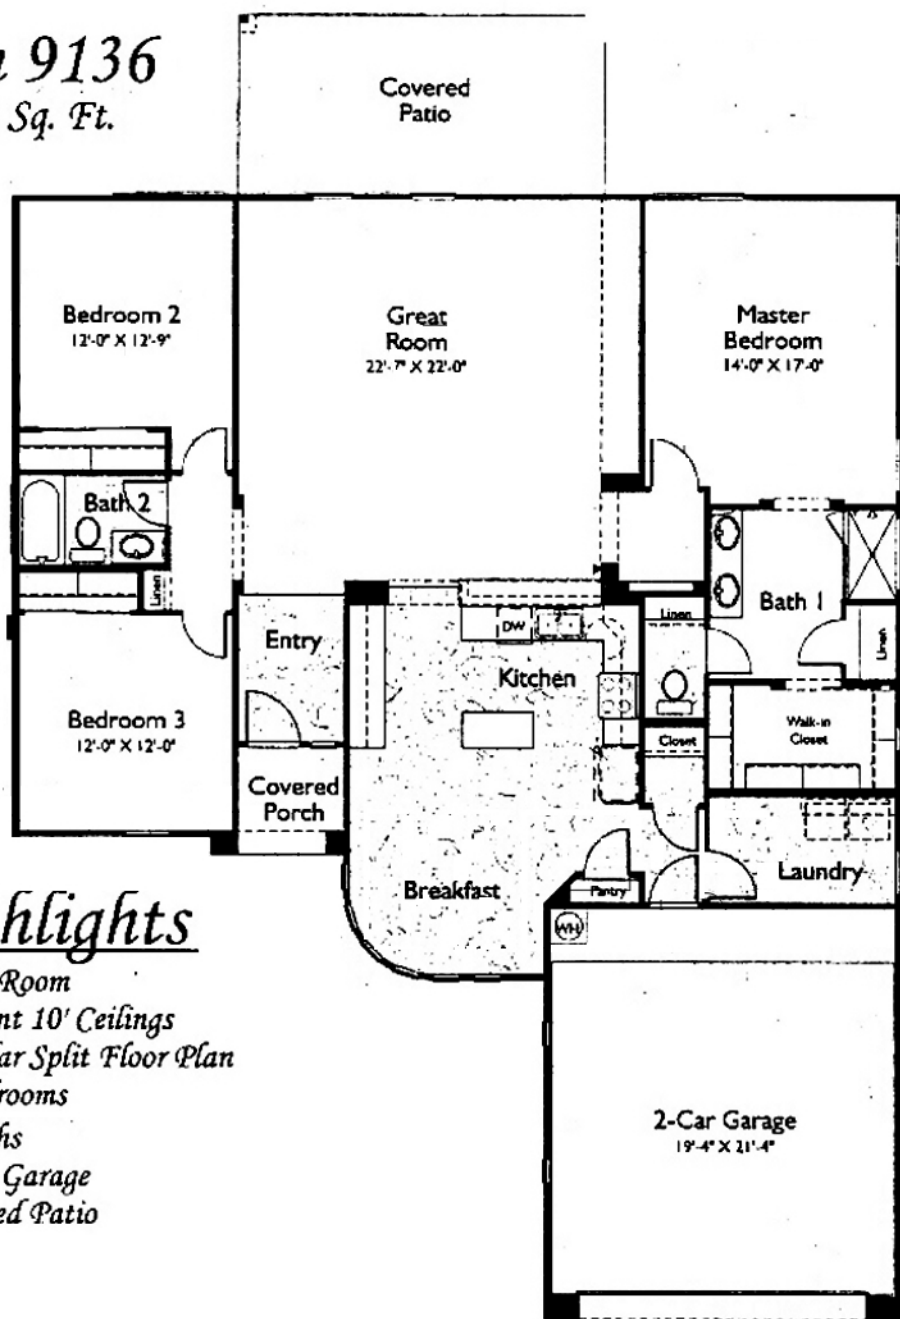 9136
Sq. Ft.
Covered
Patio
Bedroom 2
12'-0" X 12'-9"
Great
Room
22'-7" X 22'-0"
Master
Bedroom
14'-0" X 17'-0"
Bath 2
Linen
Entry
DW
Kitchen
Linen
Bath 1
Linen
Bedroom 3
12'-0" X 12'-0"
Covered
Porch
Closet
Walk-in
Closet
Breakfast
Pantry
Laundry
WH
hlights
Room
nt 10' Ceilings
ar Split Floor Plan
rooms
hs
Garage
ed Patio
2-Car Garage
19'-4" X 21'-4"